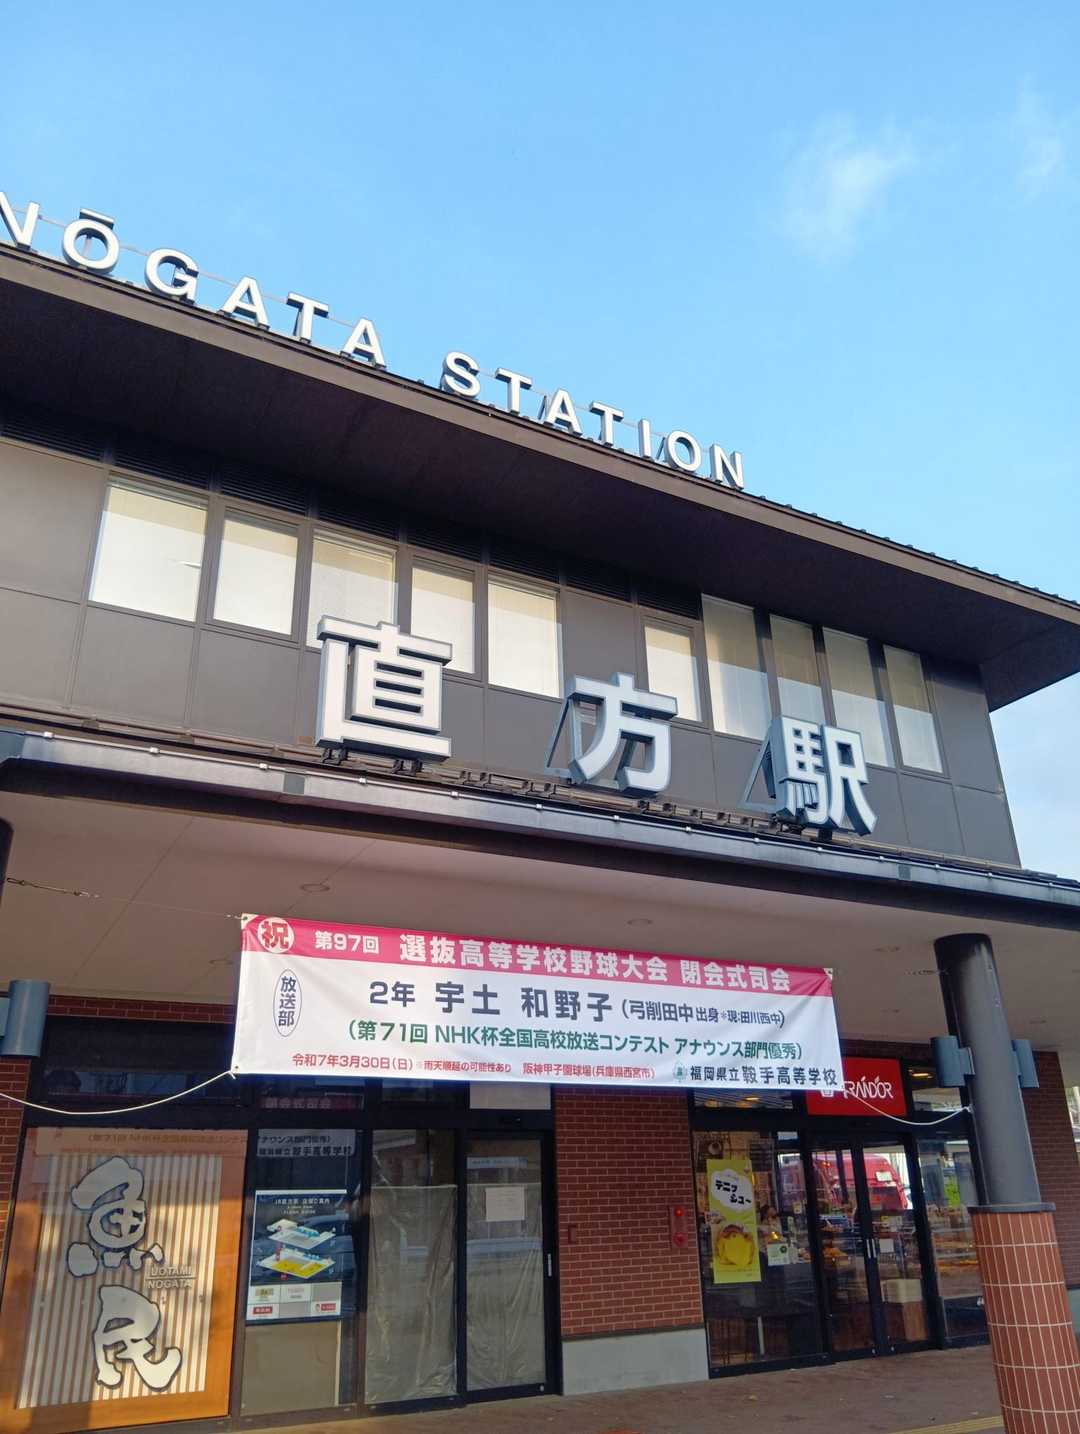 NŌGATA STATION
直方駅
祝 第97回 選抜高等学校野球大会 閉会式司会
放送部
2年 宇土 和野子 (弓削田中出身※現:田川西中)
(第71回 NHK杯全国高校放送コンテスト アナウンス部門優秀)
令和7年3月30日(日) ※雨天順延の可能性あり 阪神甲子園球場(兵庫県西宮市) 福岡県立鞍手高等学校
TRANDOR
魚民
UOTAMI
NOGATA
テニッシュ〜